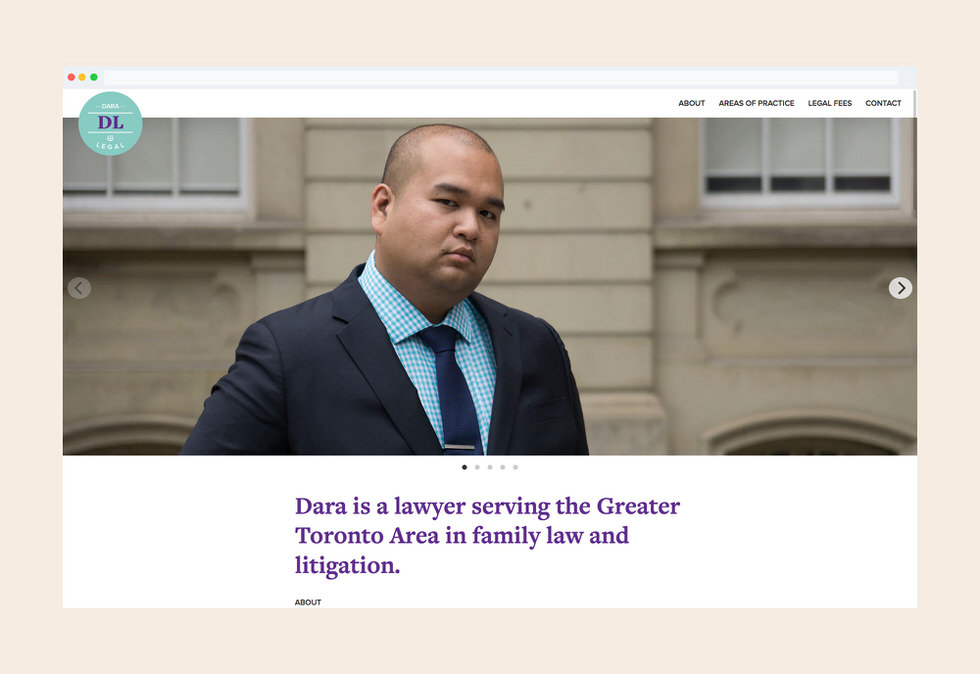 DARA
DL
LEGAL
ABOUT AREAS OF PRACTICE LEGAL FEES CONTACT
Dara is a lawyer serving the Greater
Toronto Area in family law and
litigation.
ABOUT